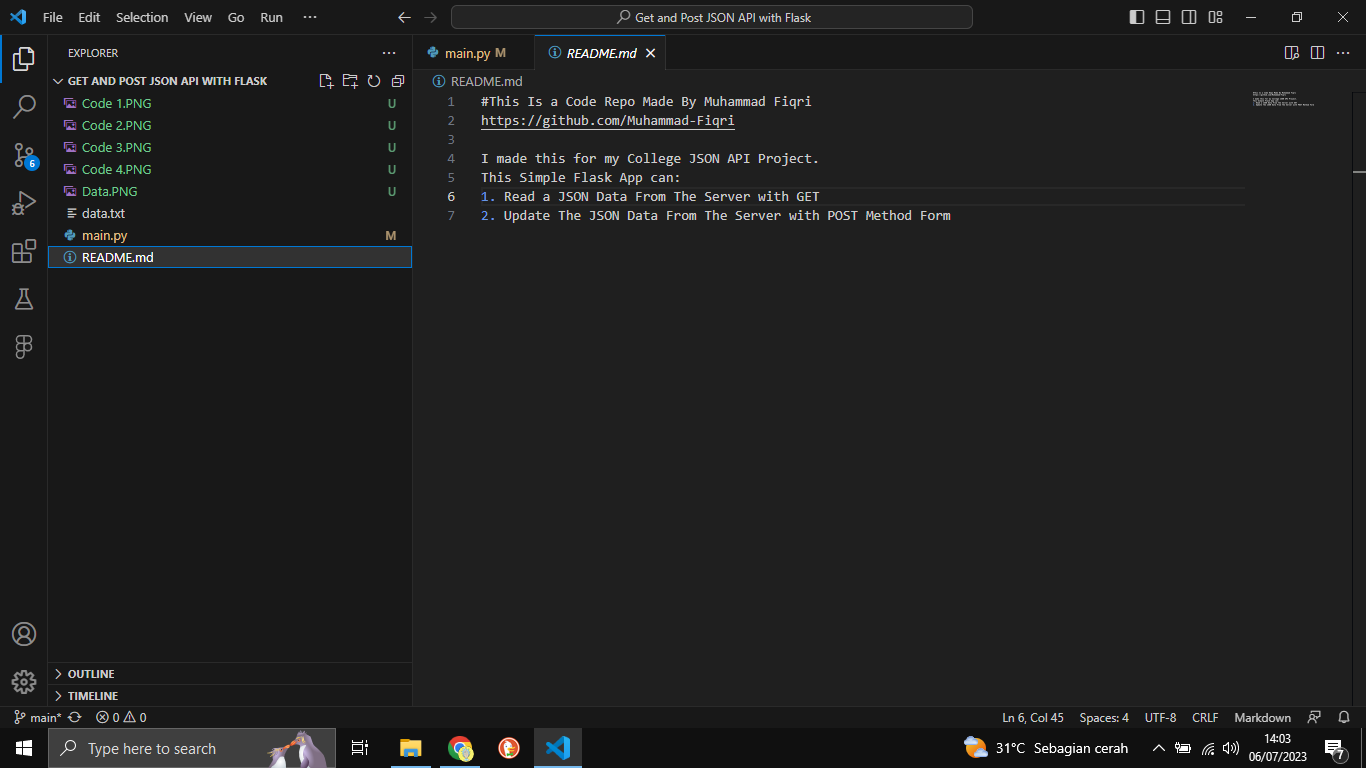 File Edit Selection View Go Run ···
Get and Post JSON API with Flask
EXPLORER
GET AND POST JSON API WITH FLASK
Code 1.PNG U
Code 2.PNG U
Code 3.PNG U
Code 4.PNG U
Data.PNG U
data.txt
main.py M
README.md
OUTLINE
TIMELINE
main.py M README.md
README.md
1 #This Is a Code Repo Made By Muhammad Fiqri
2 https://github.com/Muhammad-Fiqri
3
4 I made this for my College JSON API Project.
5 This Simple Flask App can:
6 1. Read a JSON Data From The Server with GET
7 2. Update The JSON Data From The Server with POST Method Form
6
main* 0 0 Ln 6, Col 45 Spaces: 4 UTF-8 CRLF Markdown
Type here to search
31°C Sebagian cerah
14:03
06/07/2023
7